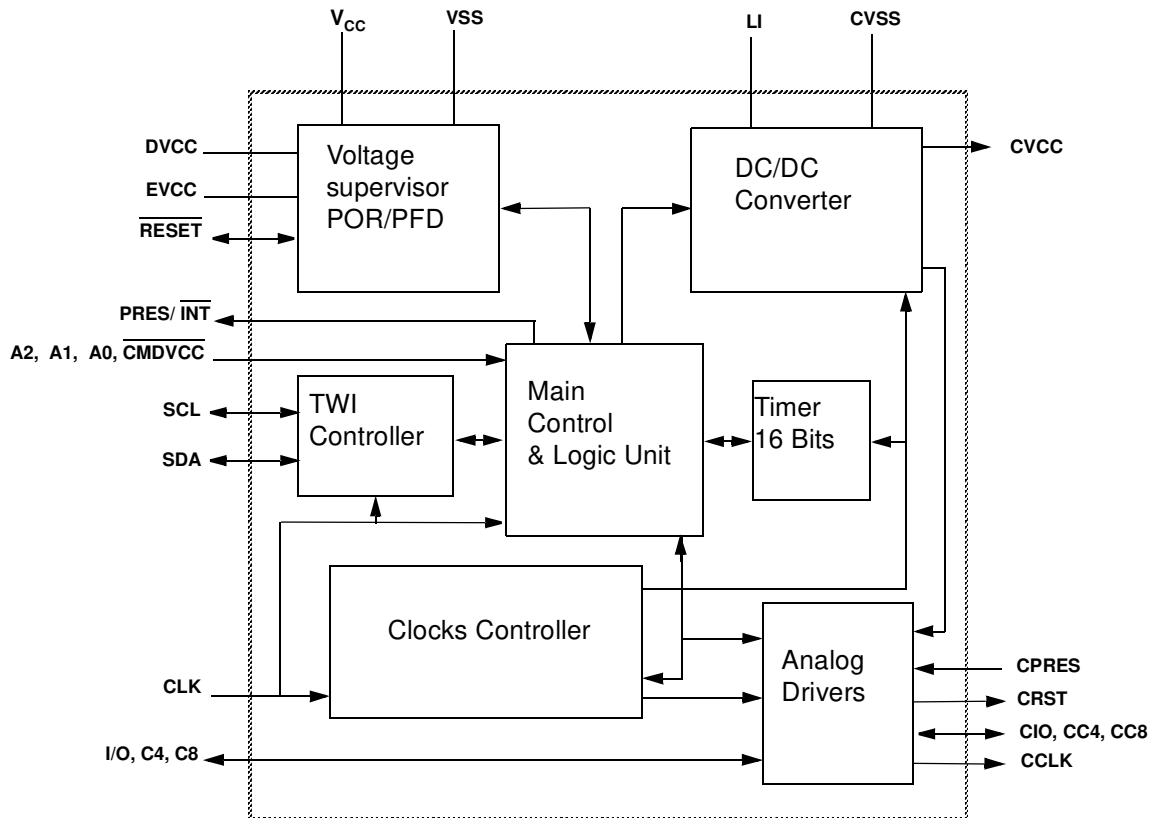 VCC
VSS
LI
CVSS
DVCC
EVCC
RESET
Voltage
supervisor
POR/PFD
DC/DC
Converter
CVCC
PRES/ INT
A2, A1, A0, CMDVCC
SCL
SDA
TWI
Controller
Main
Control
& Logic Unit
Timer
16 Bits
Clocks Controller
Analog
Drivers
CLK
I/O, C4, C8
CPRES
CRST
CIO, CC4, CC8
CCLK